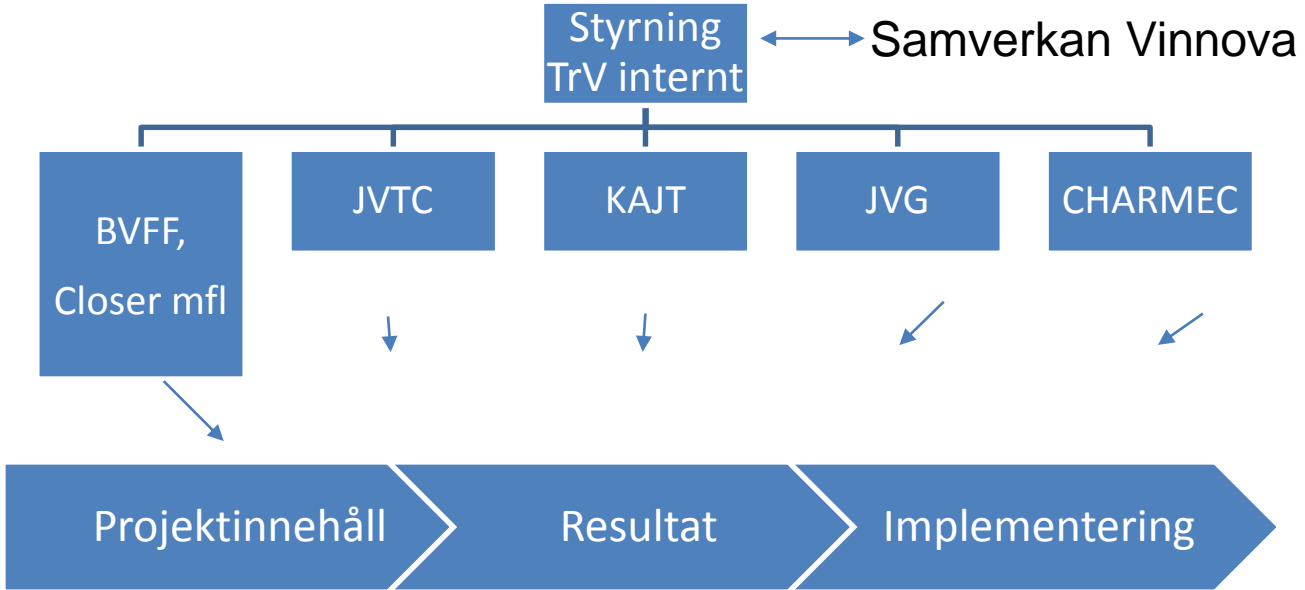 Styrning
TrV internt
Samverkan Vinnova
BVFF,
Closer mfl
JVTC
KAJT
JVG
CHARMEC
Projektinnehåll
Resultat
Implementering